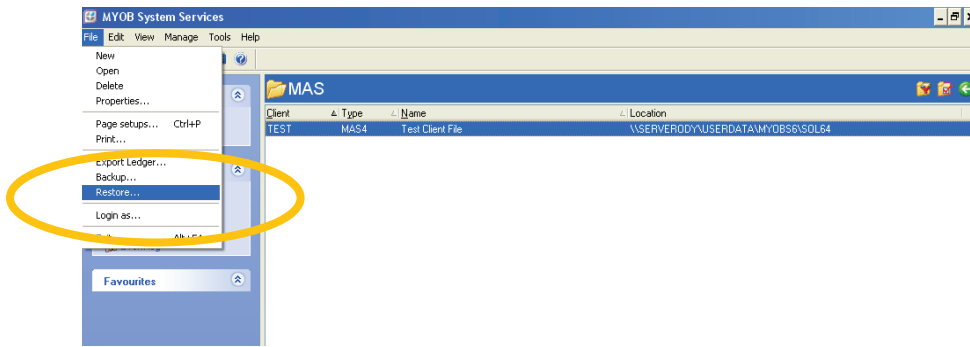 MYOB System Services
File Edit View Manage Tools Help
New
Open
Delete
Properties...
Page setups... Ctrl+P
Print...
Export Ledger...
Backup...
Restore...
Login as...
MAS
Client Type Name Location
TEST MAS4 Test Client File \\SERVERODY\USERDATA\MYOBS6\SOL64
Favourites